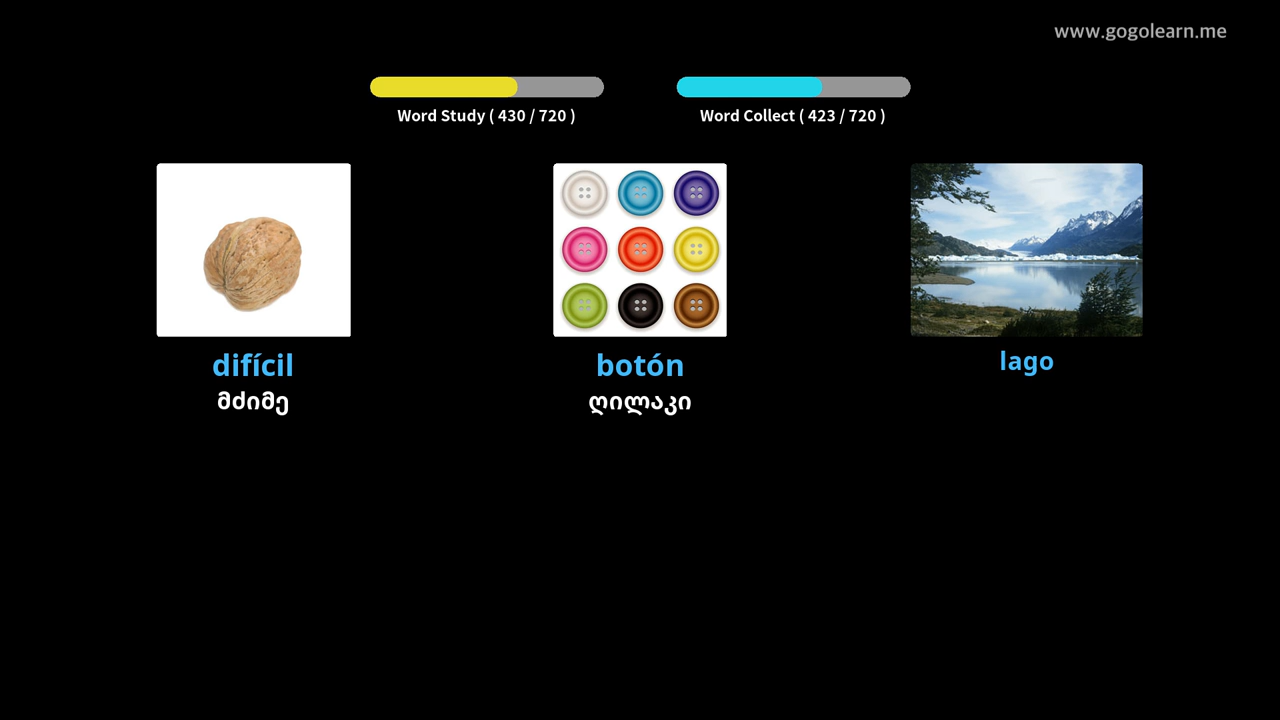 www.gogolearn.me
Word Study ( 430 / 720 )
Word Collect ( 423 / 720 )
difícil
მძიმე
botón
ღილაკი
lago